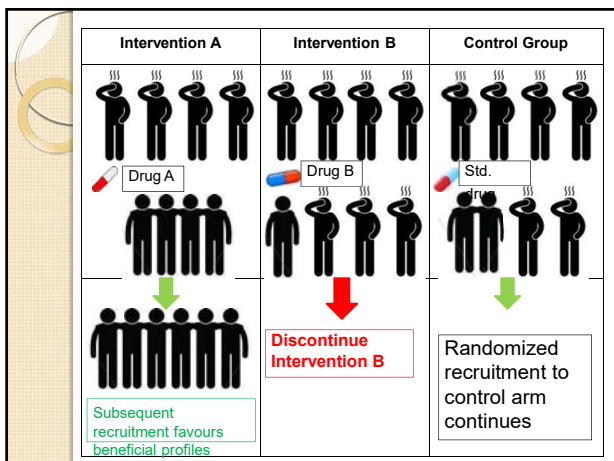 Intervention A
Intervention B
Control Group
Drug A
Drug B
Std.
drug
Discontinue
Intervention B
Randomized
recruitment to
control arm
continues
Subsequent
recruitment favours
beneficial profiles